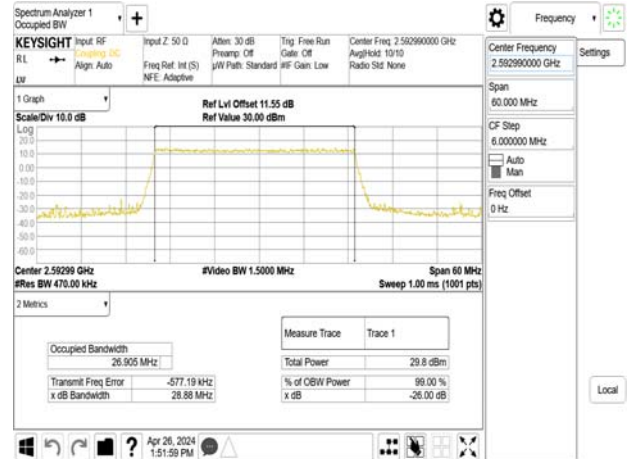 Spectrum Analyzer 1
Occupied BW
Frequency
KEYSIGHT
RL
Input: RF
Coupling: DC
Align: Auto
Input Z: 50 Ω
Freq Ref: Int (S)
NFE: Adaptive
Atten: 30 dB
Preamp: Off
µW Path: Standard
Trig: Free Run
Gate: Off
#IF Gain: Low
Center Freq: 2.592990000 GHz
Avg|Hold: 10/10
Radio Std: None
Center Frequency
2.592990000 GHz
Settings
Span
60.000 MHz
CF Step
6.000000 MHz
Auto
Man
Freq Offset
0 Hz
Local
1 Graph
Scale/Div 10.0 dB
Ref Lvl Offset 11.55 dB
Ref Value 30.00 dBm
Log
20.0
10.0
0.00
-10.0
-20.0
-30.0
-40.0
-50.0
-60.0
Center 2.59299 GHz
#Video BW 1.5000 MHz
Span 60 MHz
#Res BW 470.00 kHz
Sweep 1.00 ms (1001 pts)
2 Metrics
Occupied Bandwidth
26.905 MHz
Transmit Freq Error -577.19 kHz
x dB Bandwidth 28.88 MHz
Measure Trace Trace 1
Total Power 29.8 dBm
% of OBW Power 99.00 %
x dB -26.00 dB
Apr 26, 2024
1:51:59 PM